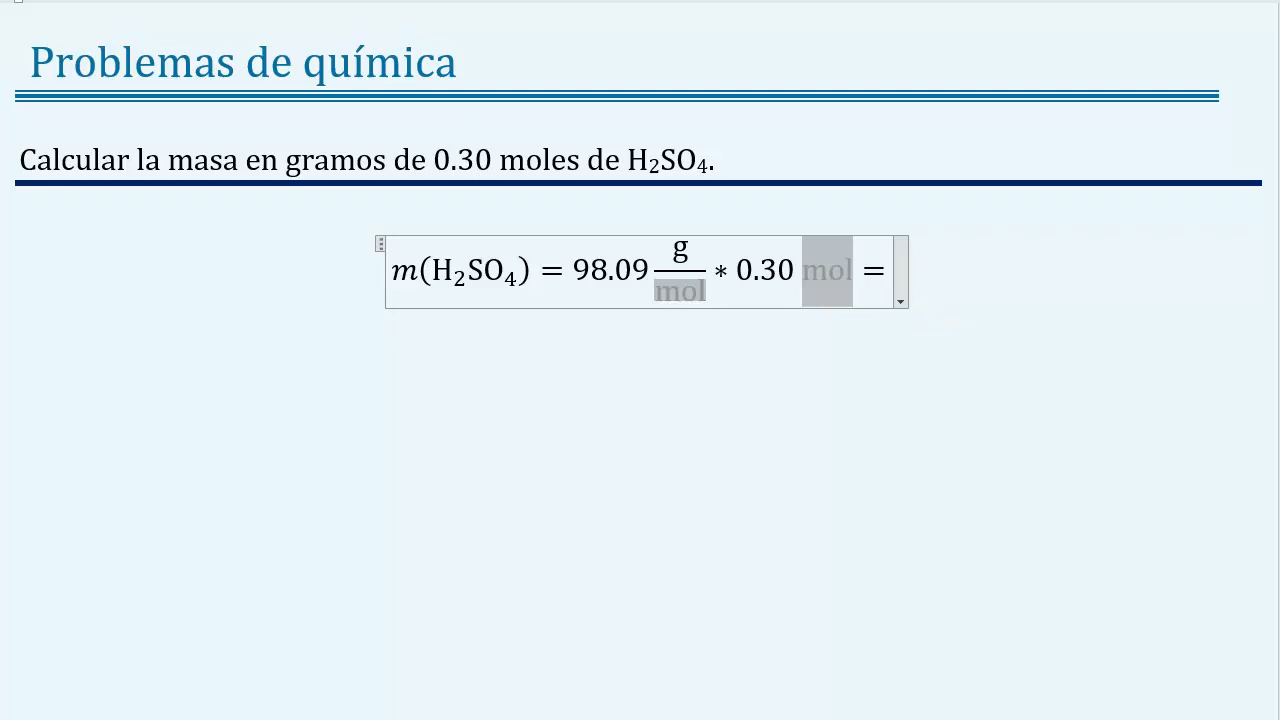 Problemas de química
Calcular la masa en gramos de 0.30 moles de H₂SO₄.
m(H₂SO₄) = 98.09 g/mol * 0.30 mol =